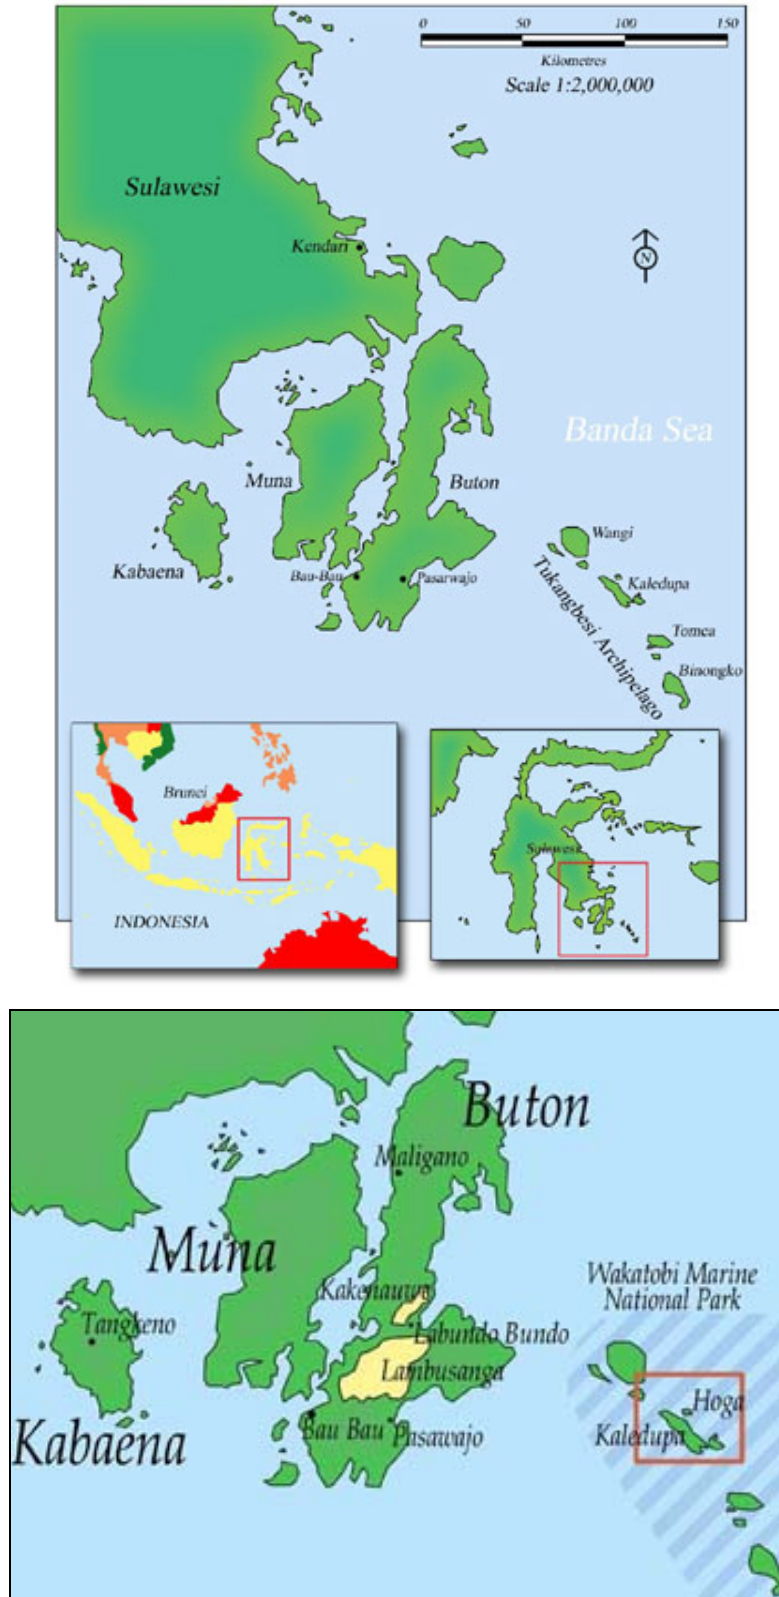 0 50 100 150
Kilometres
Scale 1:2,000,000
Sulawesi
Kendari
N
Banda Sea
Muna
Buton
Kabaena
Bau-Bau
Pasarwajo
Wangi
Kaledupa
Tomea
Binongko
Tukangbesi Archipelago
Brunei
INDONESIA
Sulawesi
Buton
Maligano
Muna
Kakenauwa
Wakatobi Marine
National Park
Tangkeno
Labundo Bundo
Lambusanga
Hoga
Kaledupa
Bau Bau
Pasawajo
Kabaena